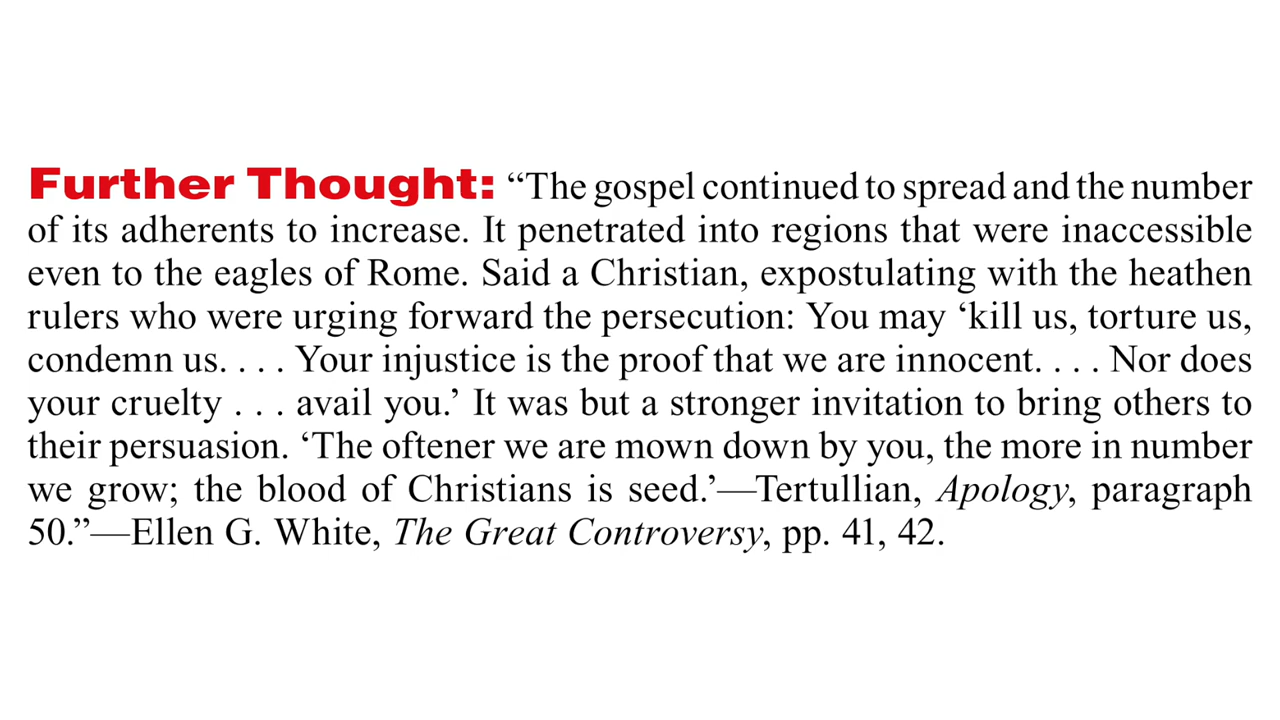 Further Thought: “The gospel continued to spread and the number
of its adherents to increase. It penetrated into regions that were inaccessible
even to the eagles of Rome. Said a Christian, expostulating with the heathen
rulers who were urging forward the persecution: You may ‘kill us, torture us,
condemn us. . . . Your injustice is the proof that we are innocent. . . . Nor does
your cruelty . . . avail you.’ It was but a stronger invitation to bring others to
their persuasion. ‘The oftener we are mown down by you, the more in number
we grow; the blood of Christians is seed.’—Tertullian, Apology, paragraph
50.”—Ellen G. White, The Great Controversy, pp. 41, 42.